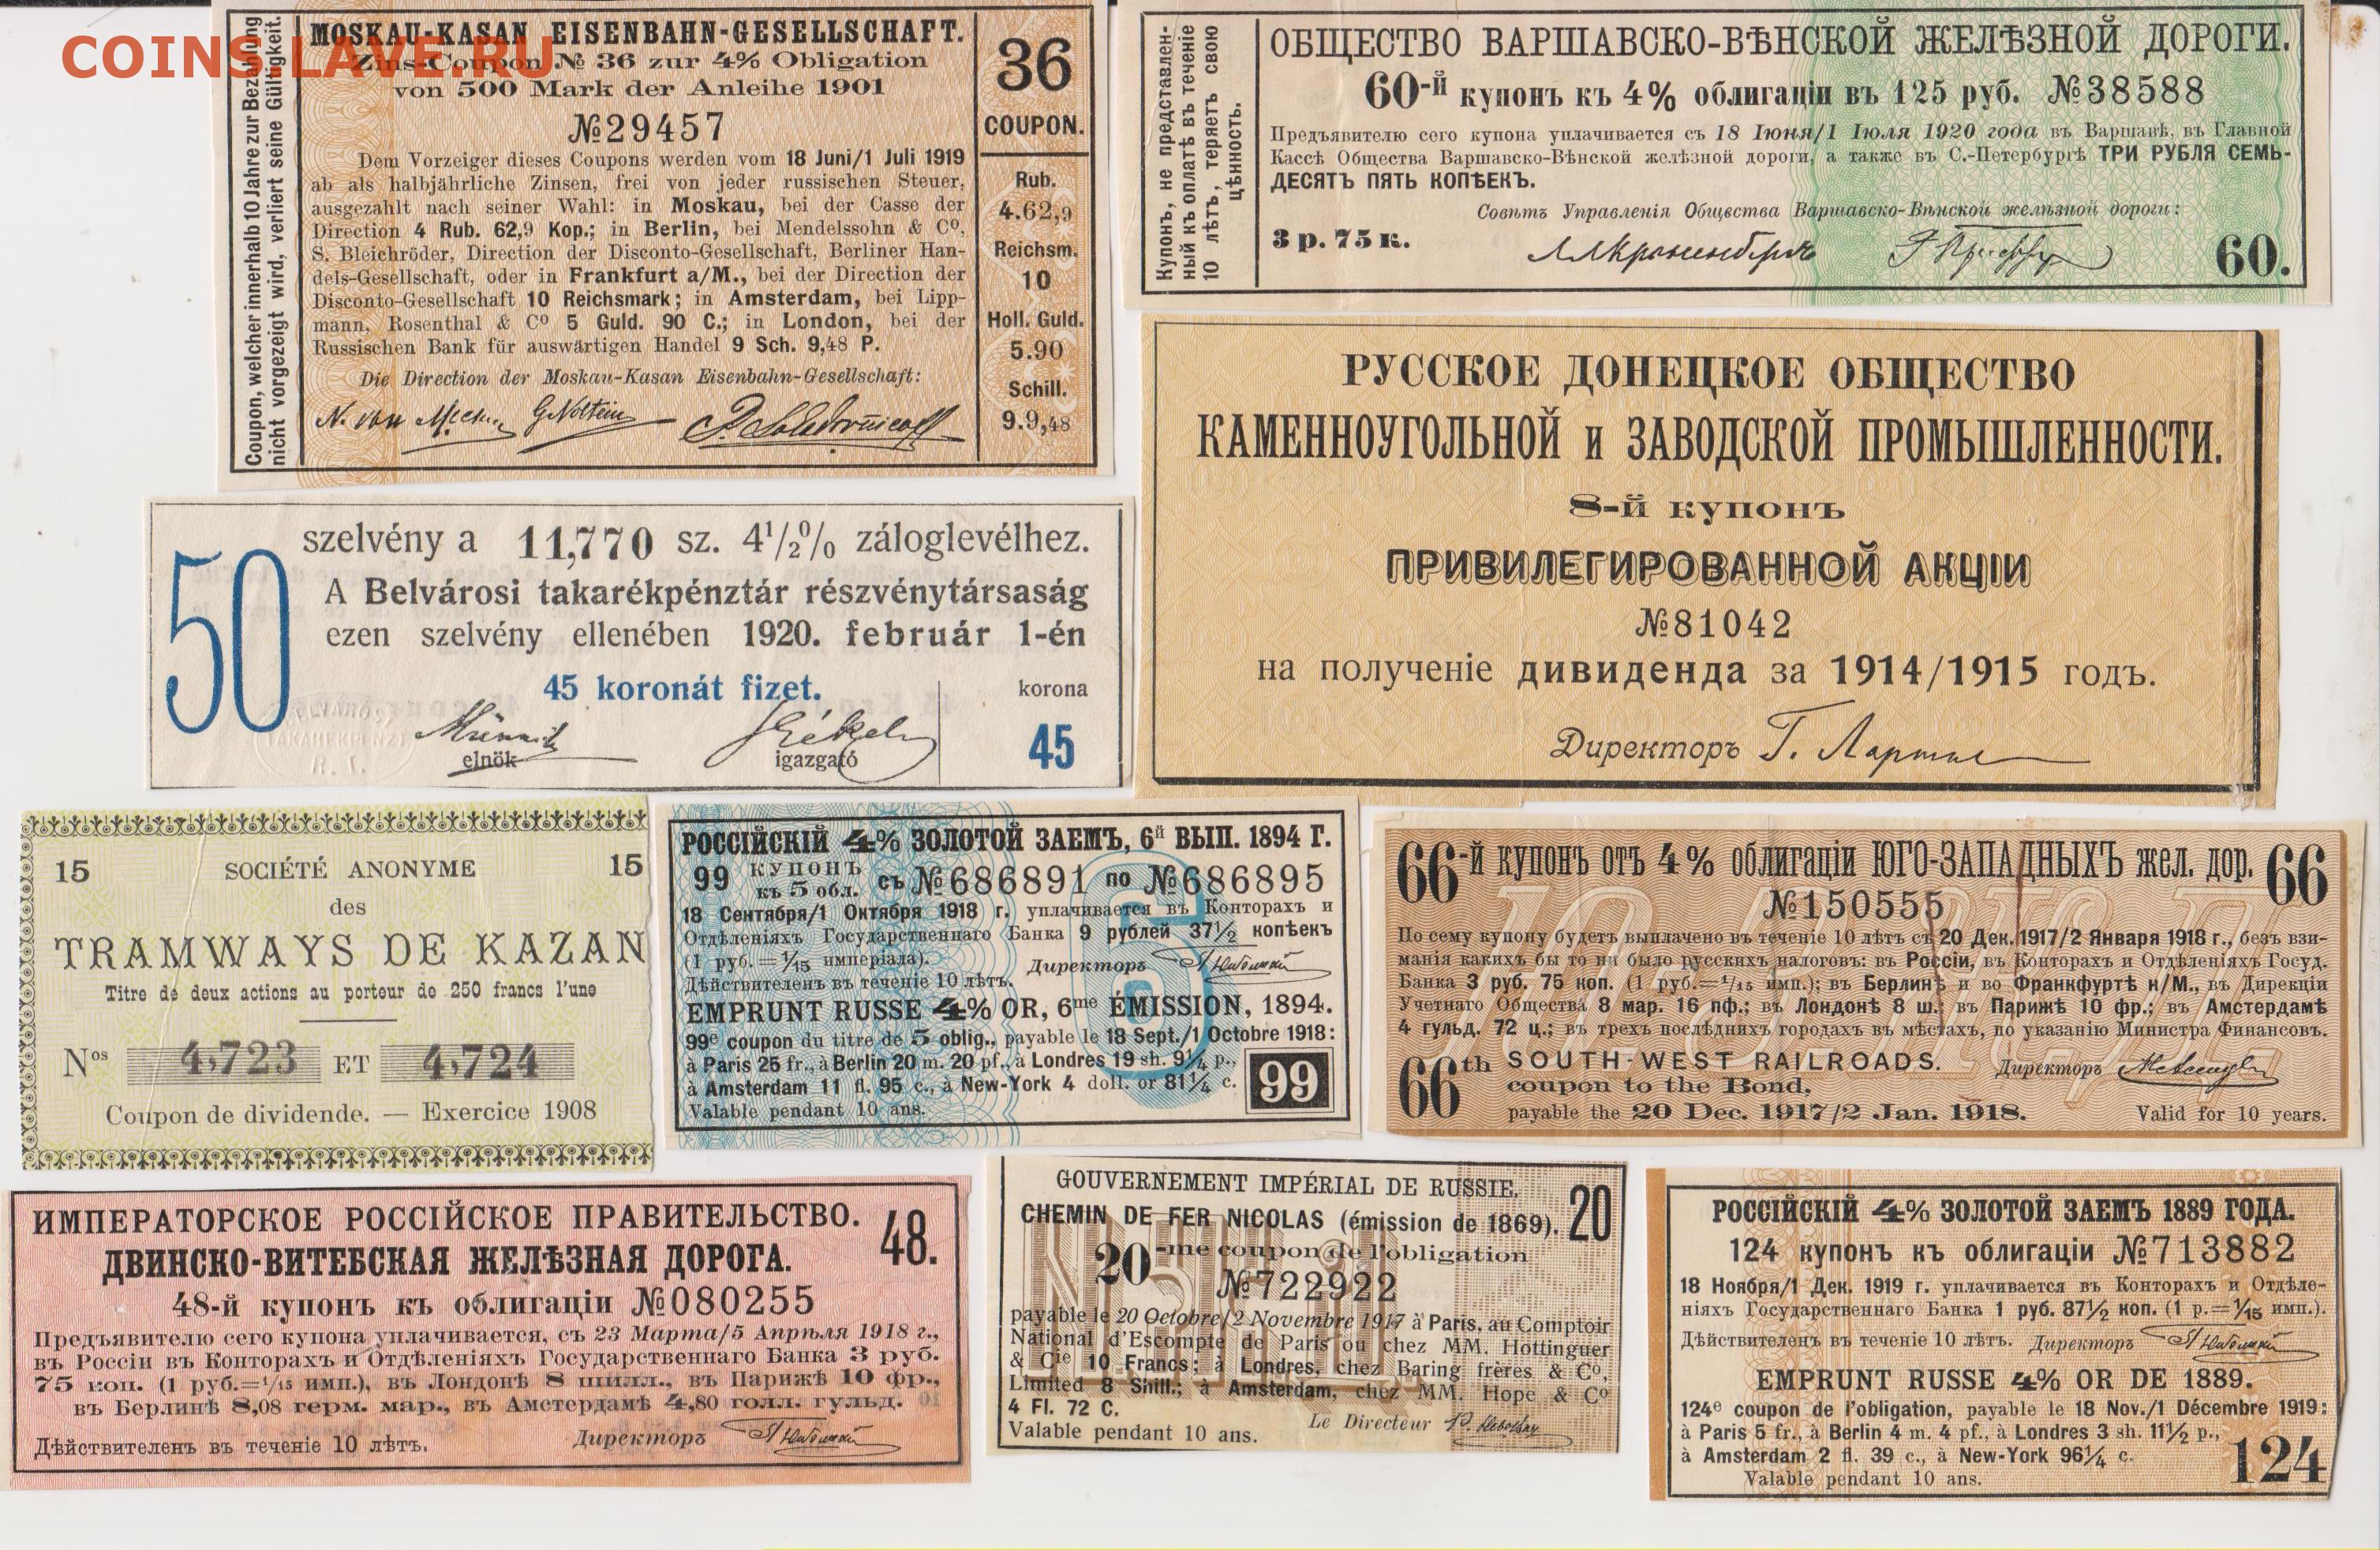 COINSSLAVE.RU
Coupon, welcher innerhalb 10 Jahre zur Bezahlung
nicht vorgezeigt wird, verliert seine Gültigkeit.
MOSKAU-KASAN EISENBAHN-GESELLSCHAFT.
Zins-Coupon № 36 zur 4% Obligation
von 500 Mark der Anleihe 1901
№29457
Dem Vorzeiger dieses Coupons werden vom 18 Juni/1 Juli 1919
ab als halbjährliche Zinsen, frei von jeder russischen Steuer,
ausgezahlt nach seiner Wahl: in Moskau, bei der Casse der
Direction 4 Rub. 62,9 Kop.; in Berlin, bei Mendelssohn & Cº,
S. Bleichröder, Direction der Disconto-Gesellschaft, Berliner Han-
dels-Gesellschaft, oder in Frankfurt a/M., bei der Direction der
Disconto-Gesellschaft 10 Reichsmark; in Amsterdam, bei Lipp-
mann, Rosenthal & Cº 5 Guld. 90 C.; in London, bei der
Russischen Bank für auswärtigen Handel 9 Sch. 9,48 P.
Die Direction der Moskau-Kasan Eisenbahn-Gesellschaft:
N. von Meck
G. Noltein
36
COUPON.
Rub.
4.62,9
Reichsm.
10
Holl. Guld.
5.90
Schill.
9.9,48
Купонъ, не представлен-
ный къ оплатѣ въ теченіе
10 лѣтъ, теряетъ свою
цѣнность.
ОБЩЕСТВО ВАРШАВСКО-ВѢНСКОЙ ЖЕЛѢЗНОЙ ДОРОГИ.
60-й купонъ къ 4% облигаціи въ 125 руб. №38588
Предъявителю сего купона уплачивается съ 18 Іюня/1 Іюля 1920 года въ Варшавѣ, въ Главной
Кассѣ Общества Варшавско-Вѣнской желѣзной дороги, а также въ С.-Петербургѣ ТРИ РУБЛЯ СЕМЬ-
ДЕСЯТЪ ПЯТЬ КОПѢЕКЪ.
Совѣтъ Управленія Общества Варшавско-Вѣнской желѣзной дороги:
3 р. 75 к.
60.
РУССКОЕ ДОНЕЦКОЕ ОБЩЕСТВО
КАМЕННОУГОЛЬНОЙ и ЗАВОДСКОЙ ПРОМЫШЛЕННОСТИ.
8-й купонъ
ПРИВИЛЕГИРОВАННОЙ АКЦІИ
№81042
на полученіе дивиденда за 1914/1915 годъ.
Директоръ
50
szelvény a 11,770 sz. 4½% záloglevélhez.
A Belvárosi takarékpénztár részvénytársaság
ezen szelvény ellenében 1920. február 1-én
45 koronát fizet.
korona
45
elnök
igazgató
BELVÁROSI
TAKARÉKPÉNZT.
R. T.
15 SOCIÉTÉ ANONYME 15
des
TRAMWAYS DE KAZAN
Titre de deux actions au porteur de 250 francs l'une
Nos 4,723 ET 4,724
Coupon de dividende. — Exercice 1908
РОССІЙСКІЙ 4% ЗОЛОТОЙ ЗАЕМЪ, 6й ВЫП. 1894 Г.
99 КУПОНЪ къ 5 обл. съ №686891 по №686895
18 Сентября/1 Октября 1918 г. уплачивается въ Конторахъ и
Отдѣленіяхъ Государственнаго Банка 9 рублей 37½ копѣекъ
(1 руб.=1/15 имперіала).
Директоръ
Дѣйствителенъ въ теченіе 10 лѣтъ.
EMPRUNT RUSSE 4% OR, 6me ÉMISSION, 1894.
99e coupon du titre de 5 oblig., payable le 18 Sept./1 Octobre 1918:
à Paris 25 fr., à Berlin 20 m. 20 pf., à Londres 19 sh. 9¼ p.,
à Amsterdam 11 fl. 95 c., à New-York 4 doll. or 81¼ c.
Valable pendant 10 ans.
99
66-й купонъ отъ 4% облигаціи ЮГО-ЗАПАДНЫХЪ жел. дор. 66
№150555
По сему купону будетъ выплачено въ теченіе 10 лѣтъ съ 20 Дек. 1917/2 Января 1918 г., безъ взи-
манія какихъ бы то ни было русскихъ налоговъ: въ Россіи, въ Конторахъ и Отдѣленіяхъ Госуд.
Банка 3 руб. 75 коп. (1 руб.=1/15 имп.); въ Берлинѣ и во Франкфуртѣ н/М., въ Дирекціи
Учетнаго Общества 8 мар. 16 пф.; въ Лондонѣ 8 ш.; въ Парижѣ 10 фр.; въ Амстердамѣ
4 гульд. 72 ц.; въ трехъ послѣднихъ городахъ въ мѣстахъ, по указанію Министра Финансовъ.
66th SOUTH-WEST RAILROADS.
Директоръ
coupon to the Bond,
payable the 20 Dec. 1917/2 Jan. 1918. Valid for 10 years.
ИМПЕРАТОРСКОЕ РОССІЙСКОЕ ПРАВИТЕЛЬСТВО.
48.
ДВИНСКО-ВИТЕБСКАЯ ЖЕЛѢЗНАЯ ДОРОГА.
48-й купонъ къ облигаціи №080255
Предъявителю сего купона уплачивается, съ 23 Марта/5 Апрѣля 1918 г.,
въ Россіи въ Конторахъ и Отдѣленіяхъ Государственнаго Банка 3 руб.
75 коп. (1 руб.=1/15 имп.), въ Лондонѣ 8 шилл., въ Парижѣ 10 фр.,
въ Берлинѣ 8,08 герм. мар., въ Амстердамѣ 4,80 голл. гульд.
Директоръ
Дѣйствителенъ въ теченіе 10 лѣтъ.
GOUVERNEMENT IMPÉRIAL DE RUSSIE.
CHEMIN DE FER NICOLAS (émission de 1869). 20
20-me coupon de l'obligation
№722922
payable le 20 Octobre/2 Novembre 1917 à Paris, au Comptoir
National d'Escompte de Paris ou chez MM. Hottinguer
& Cie 10 Francs; à Londres, chez Baring frères & Cº,
Limited 8 Shill.; à Amsterdam, chez MM. Hope & Cº
4 Fl. 72 C.
Le Directeur
Valable pendant 10 ans.
РОССІЙСКІЙ 4% ЗОЛОТОЙ ЗАЕМЪ 1889 ГОДА.
124 купонъ къ облигаціи №713882
18 Ноября/1 Дек. 1919 г. уплачивается въ Конторахъ и Отдѣле-
ніяхъ Государственнаго Банка 1 руб. 87½ коп. (1 р.=1/15 имп.).
Дѣйствителенъ въ теченіе 10 лѣтъ. Директоръ
EMPRUNT RUSSE 4% OR DE 1889.
124e coupon de l'obligation, payable le 18 Nov./1 Décembre 1919:
à Paris 5 fr., à Berlin 4 m. 4 pf., à Londres 3 sh. 11½ p.,
à Amsterdam 2 fl. 39 c., à New-York 96¼ c.
Valable pendant 10 ans.
124